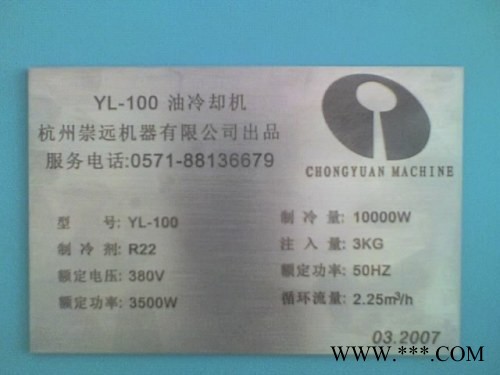 YL-100 油冷却机
杭州崇远机器有限公司出品
服务电话:0571-88136679
CHONGYUAN MACHINE
型 号: YL-100
制冷剂: R22
额定电压: 380V
额定功率: 3500W
制冷量: 10000W
注入量: 3KG
额定功率: 50HZ
循环流量: 2.25m³/h
03.2007
WWW.***.COM